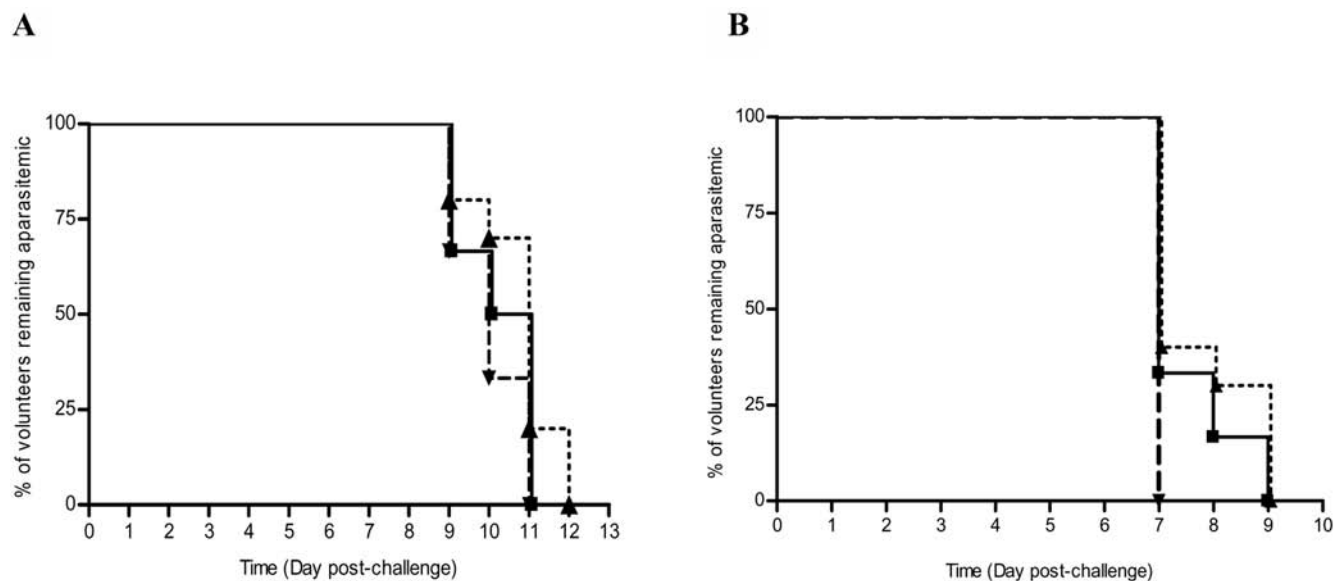 A
% of volunteers remaining aparasitemic
100
75
50
25
0
0 1 2 3 4 5 6 7 8 9 10 11 12 13
Time (Day post-challenge)
B
% of volunteers remaining aparasitemic
100
75
50
25
0
0 1 2 3 4 5 6 7 8 9 10
Time (Day post-challenge)